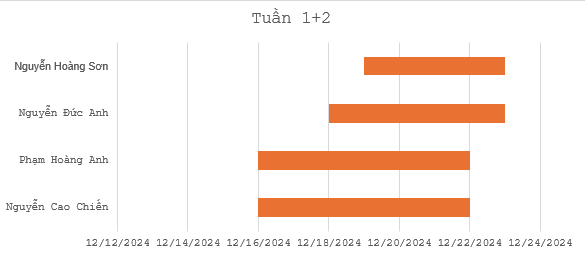 Tuần 1+2
Nguyễn Hoàng Sơn
Nguyễn Đức Anh
Phạm Hoàng Anh
Nguyễn Cao Chiến
12/12/2024 12/14/2024 12/16/2024 12/18/2024 12/20/2024 12/22/2024 12/24/2024